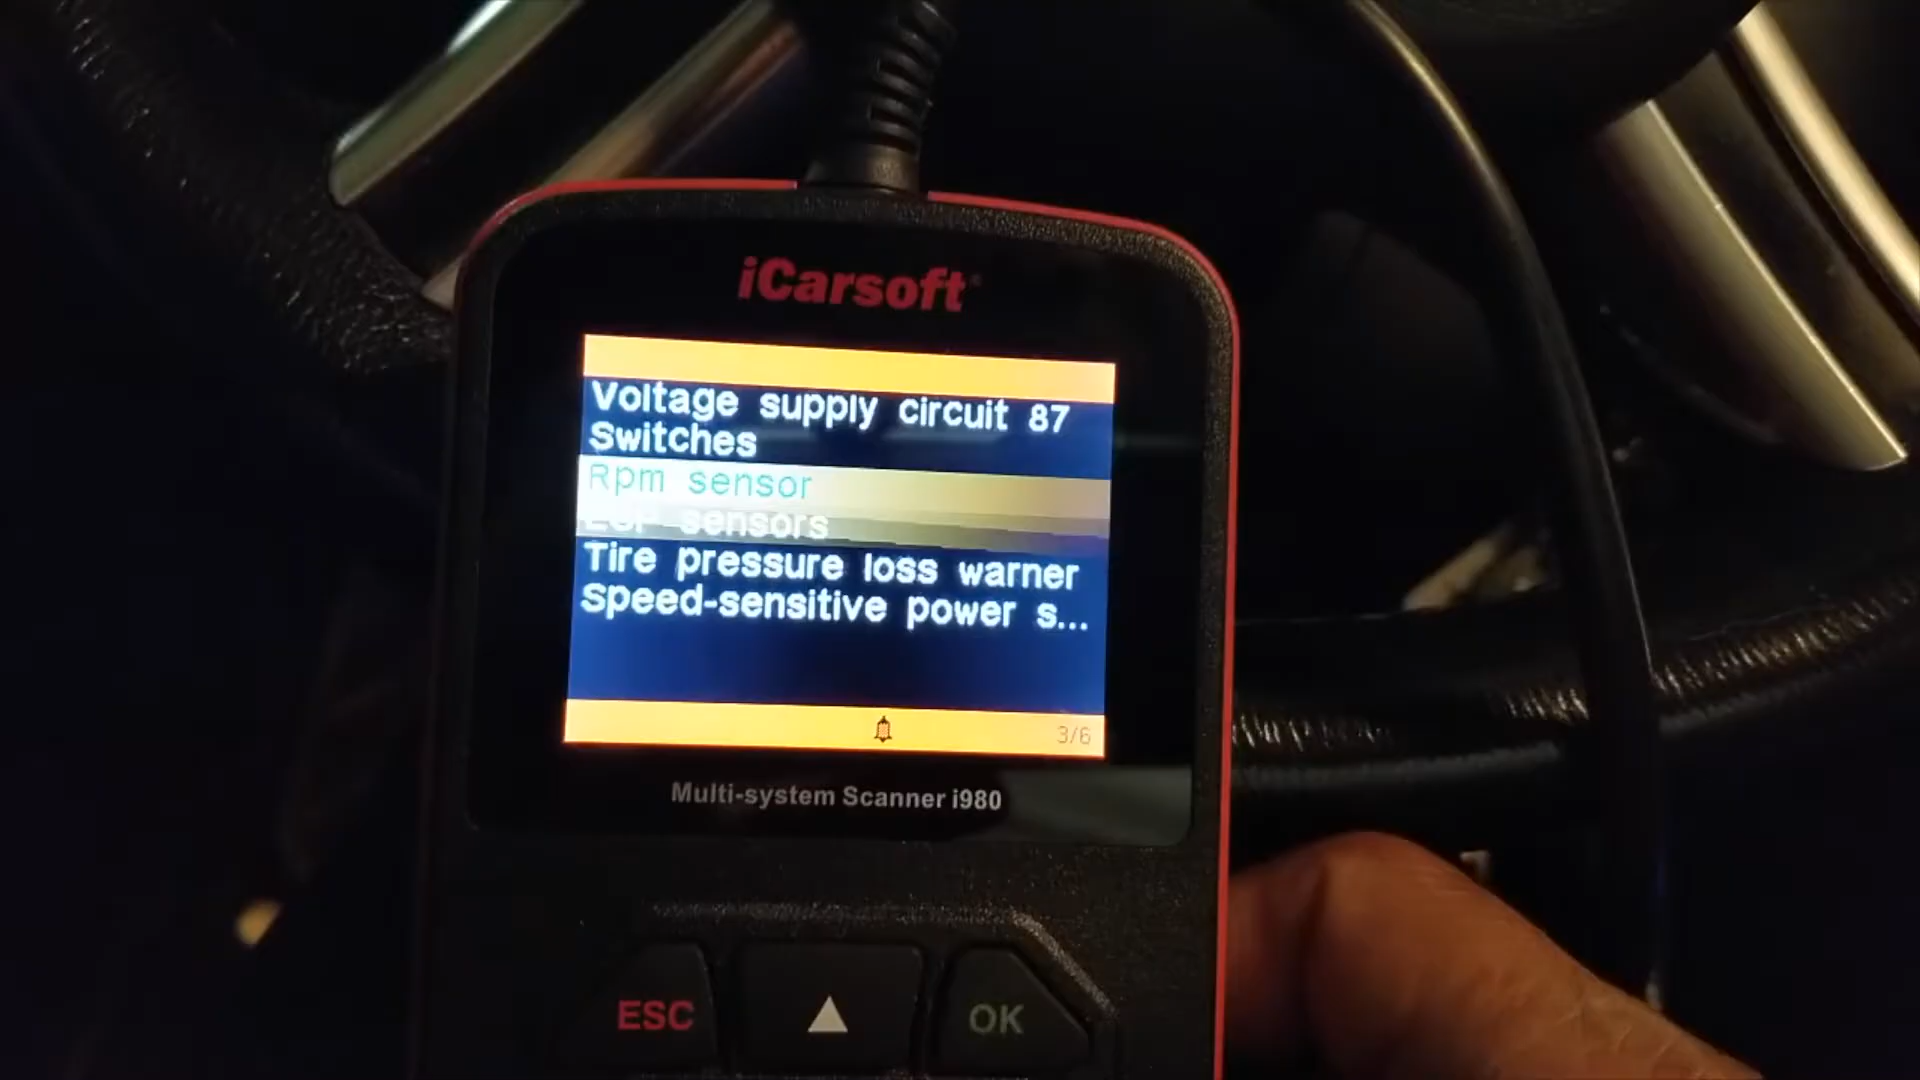 iCarsoft
Voltage supply circuit 87
Switches
Rpm sensor
ESP sensors
Tire pressure loss warner
Speed-sensitive power s...
3/6
Multi-system Scanner i980
ESC
OK